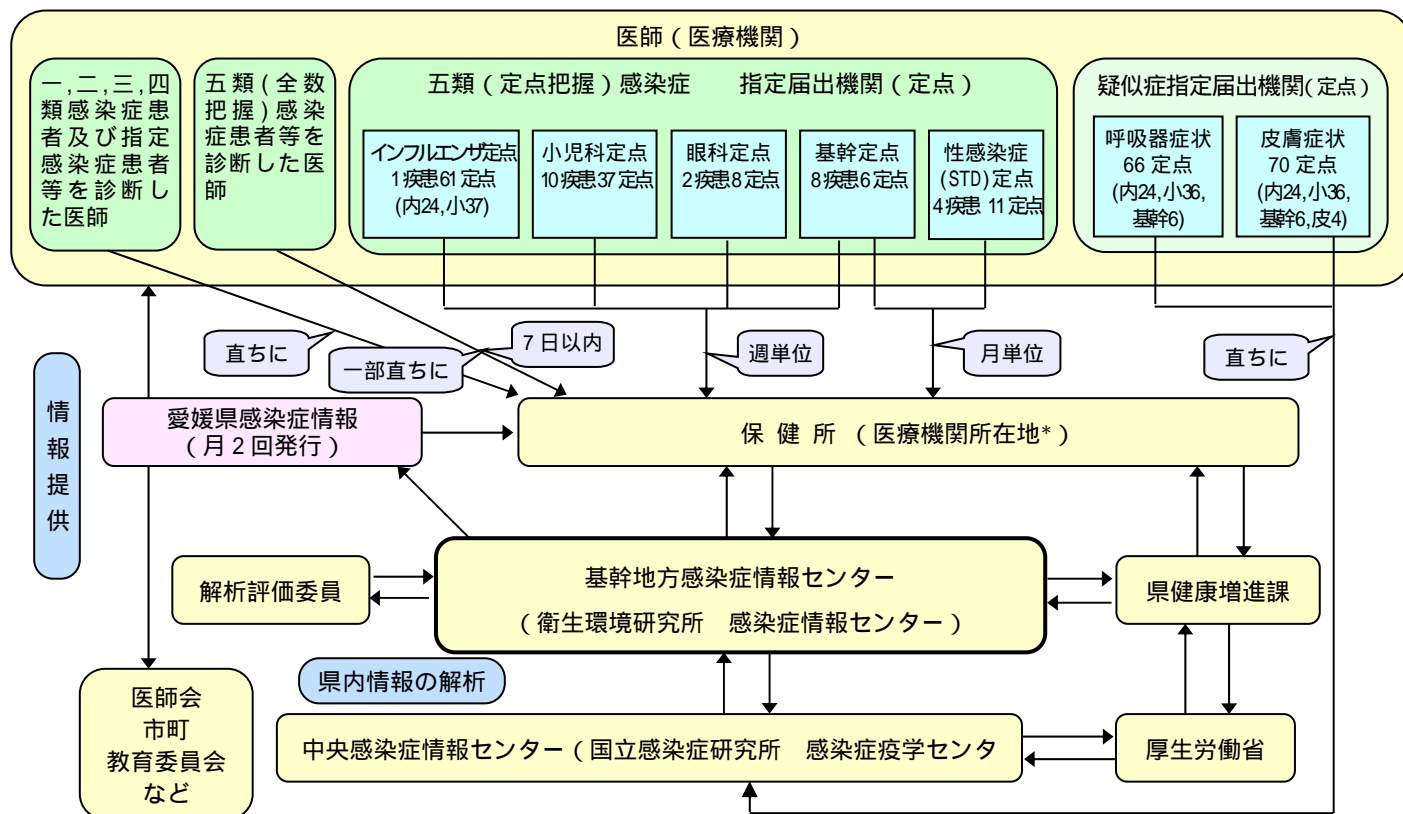 医師（医療機関）
一,二,三,四
類感染症患
者及び指定
感染症患者
等を診断し
た医師
五類(全数
把握)感染
症患者等を
診断した医
師
五類（定点把握）感染症　指定届出機関（定点）
インフルエンザ定点
1疾患61定点
(内24,小37)
小児科定点
10疾患37定点
眼科定点
2疾患8定点
基幹定点
8疾患6定点
性感染症
(STD)定点
4疾患 11定点
疑似症指定届出機関(定点)
呼吸器症状
66 定点
(内24,小36,
基幹6)
皮膚症状
70 定点
(内24,小36,
基幹6,皮4)
直ちに
一部直ちに
７日以内
週単位
月単位
直ちに
情報提供
愛媛県感染症情報
（月２回発行）
保 健 所 （医療機関所在地*）
解析評価委員
基幹地方感染症情報センター
（衛生環境研究所　感染症情報センター）
県健康増進課
県内情報の解析
医師会
市町
教育委員会
など
中央感染症情報センター（国立感染症研究所　感染症疫学センタ
厚生労働省